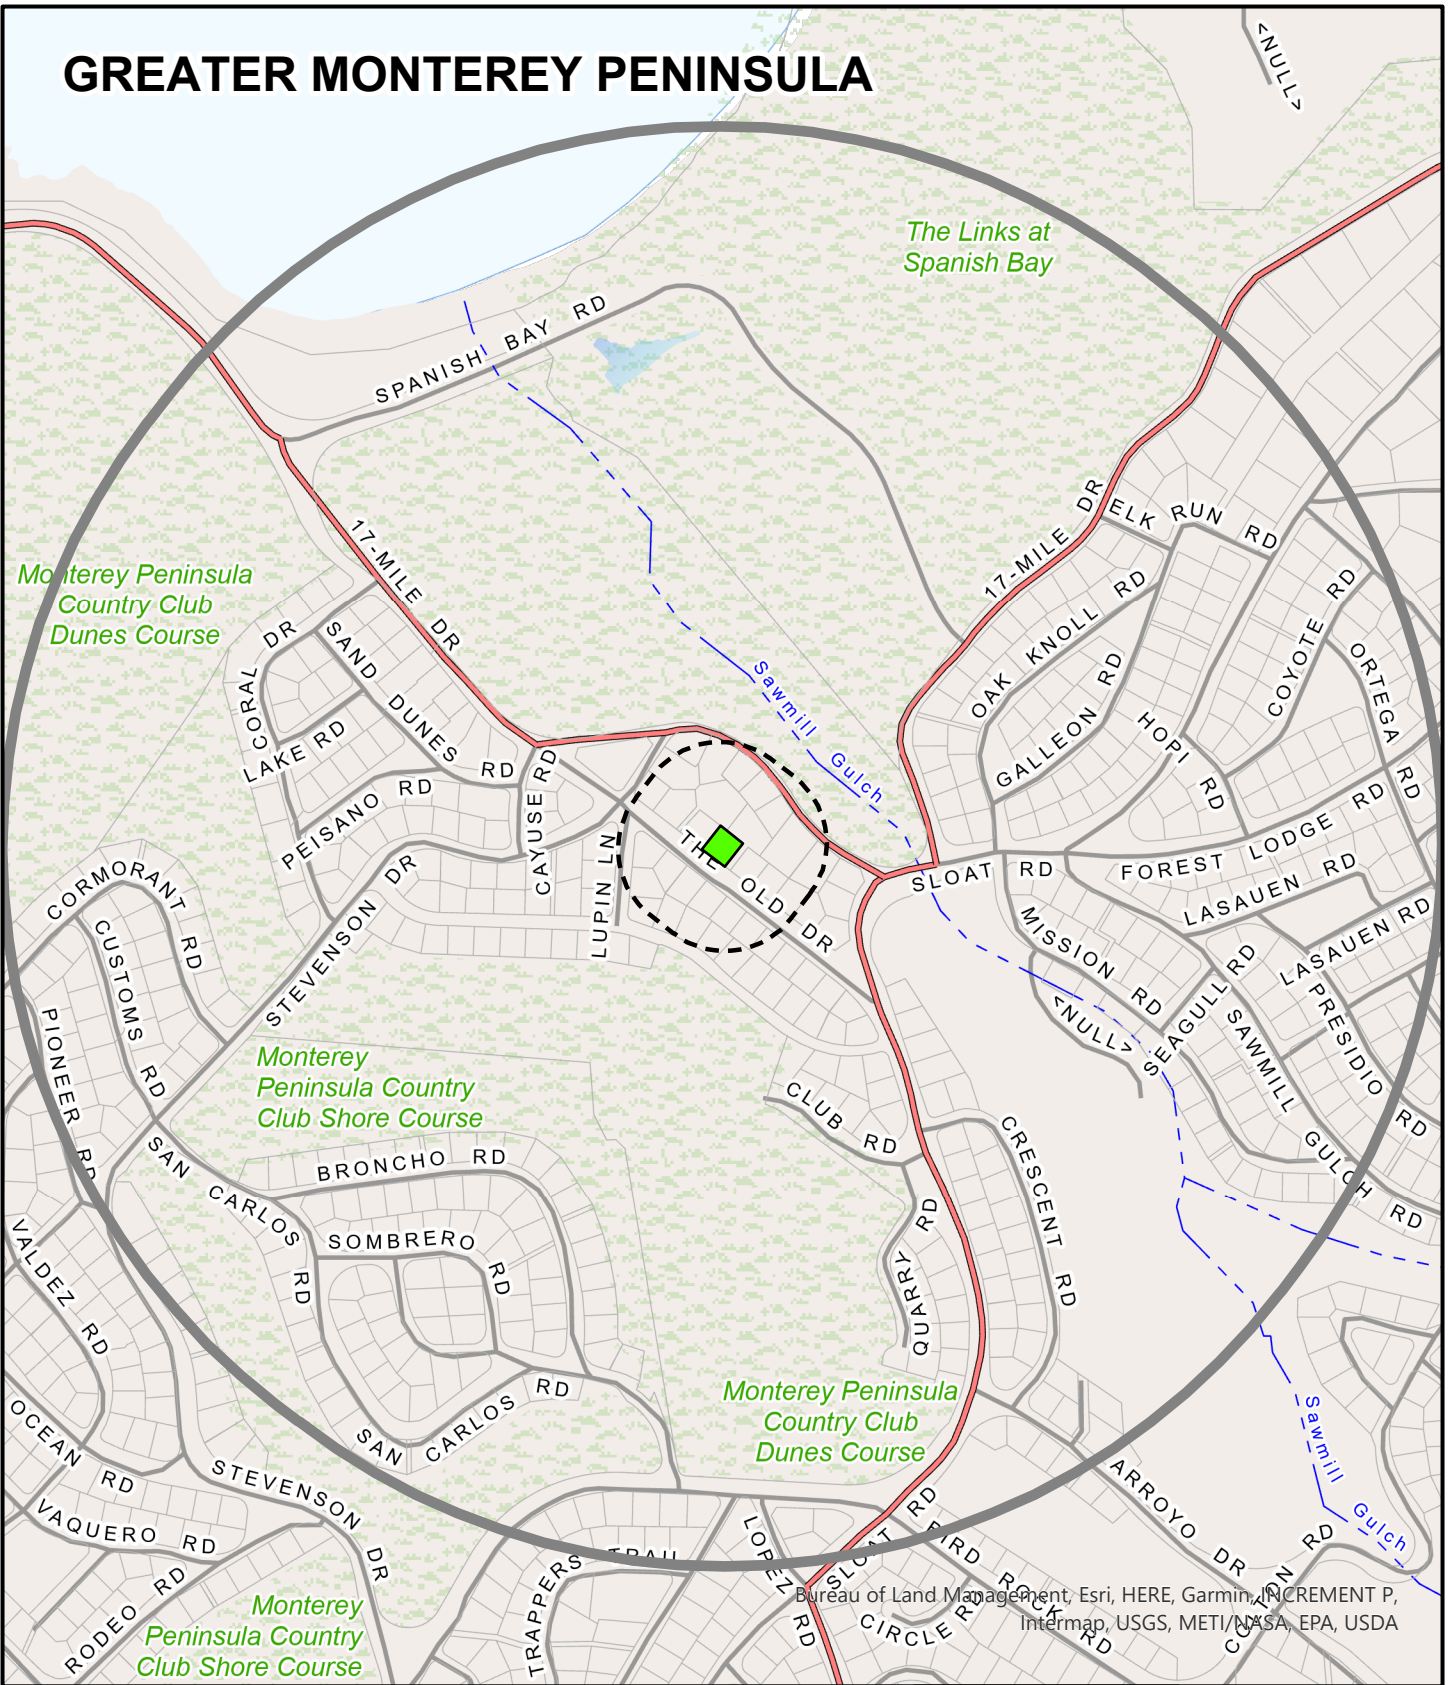 GREATER MONTEREY PENINSULA
<NULL>
The Links at
Spanish Bay
SPANISH BAY RD
17-MILE DR
17-MILE DR
ELK RUN RD
Monterey Peninsula
Country Club
Dunes Course
OAK KNOLL RD
COYOTE RD
ORTEGA RD
CORAL DR
SAND DUNES RD
LAKE RD
Sawmill Gulch
GALLEON RD
HOPI RD
PEISANO RD
CAYUSE RD
LUPIN LN
THE OLD DR
SLOAT RD
FOREST LODGE RD
LASAUEN RD
LASAUEN RD
CORMORANT RD
CUSTOMS RD
STEVENSON DR
MISSION RD
<NULL>
SEAGULL RD
SAWMILL GULCH RD
PRESIDIO RD
PIONEER RD
Monterey
Peninsula Country
Club Shore Course
CLUB RD
CRESCENT RD
SAN CARLOS RD
BRONCHO RD
SOMBRERO RD
QUARRY RD
VALDEZ RD
Monterey Peninsula
Country Club
Dunes Course
SAN CARLOS RD
OCEAN RD
STEVENSON DR
VAQUERO RD
RODEO RD
Sawmill Gulch
ARROYO DR
SLOAT RD
BIRD ROCK RD
LOPEZ RD
TRAPPERS TRAIL
TRAPPERS
CIRCLE RD
COTTON RD
Monterey
Peninsula Country
Club Shore Course
Bureau of Land Management, Esri, HERE, Garmin, INCREMENT P,
Intermap, USGS, METI/NASA, EPA, USDA